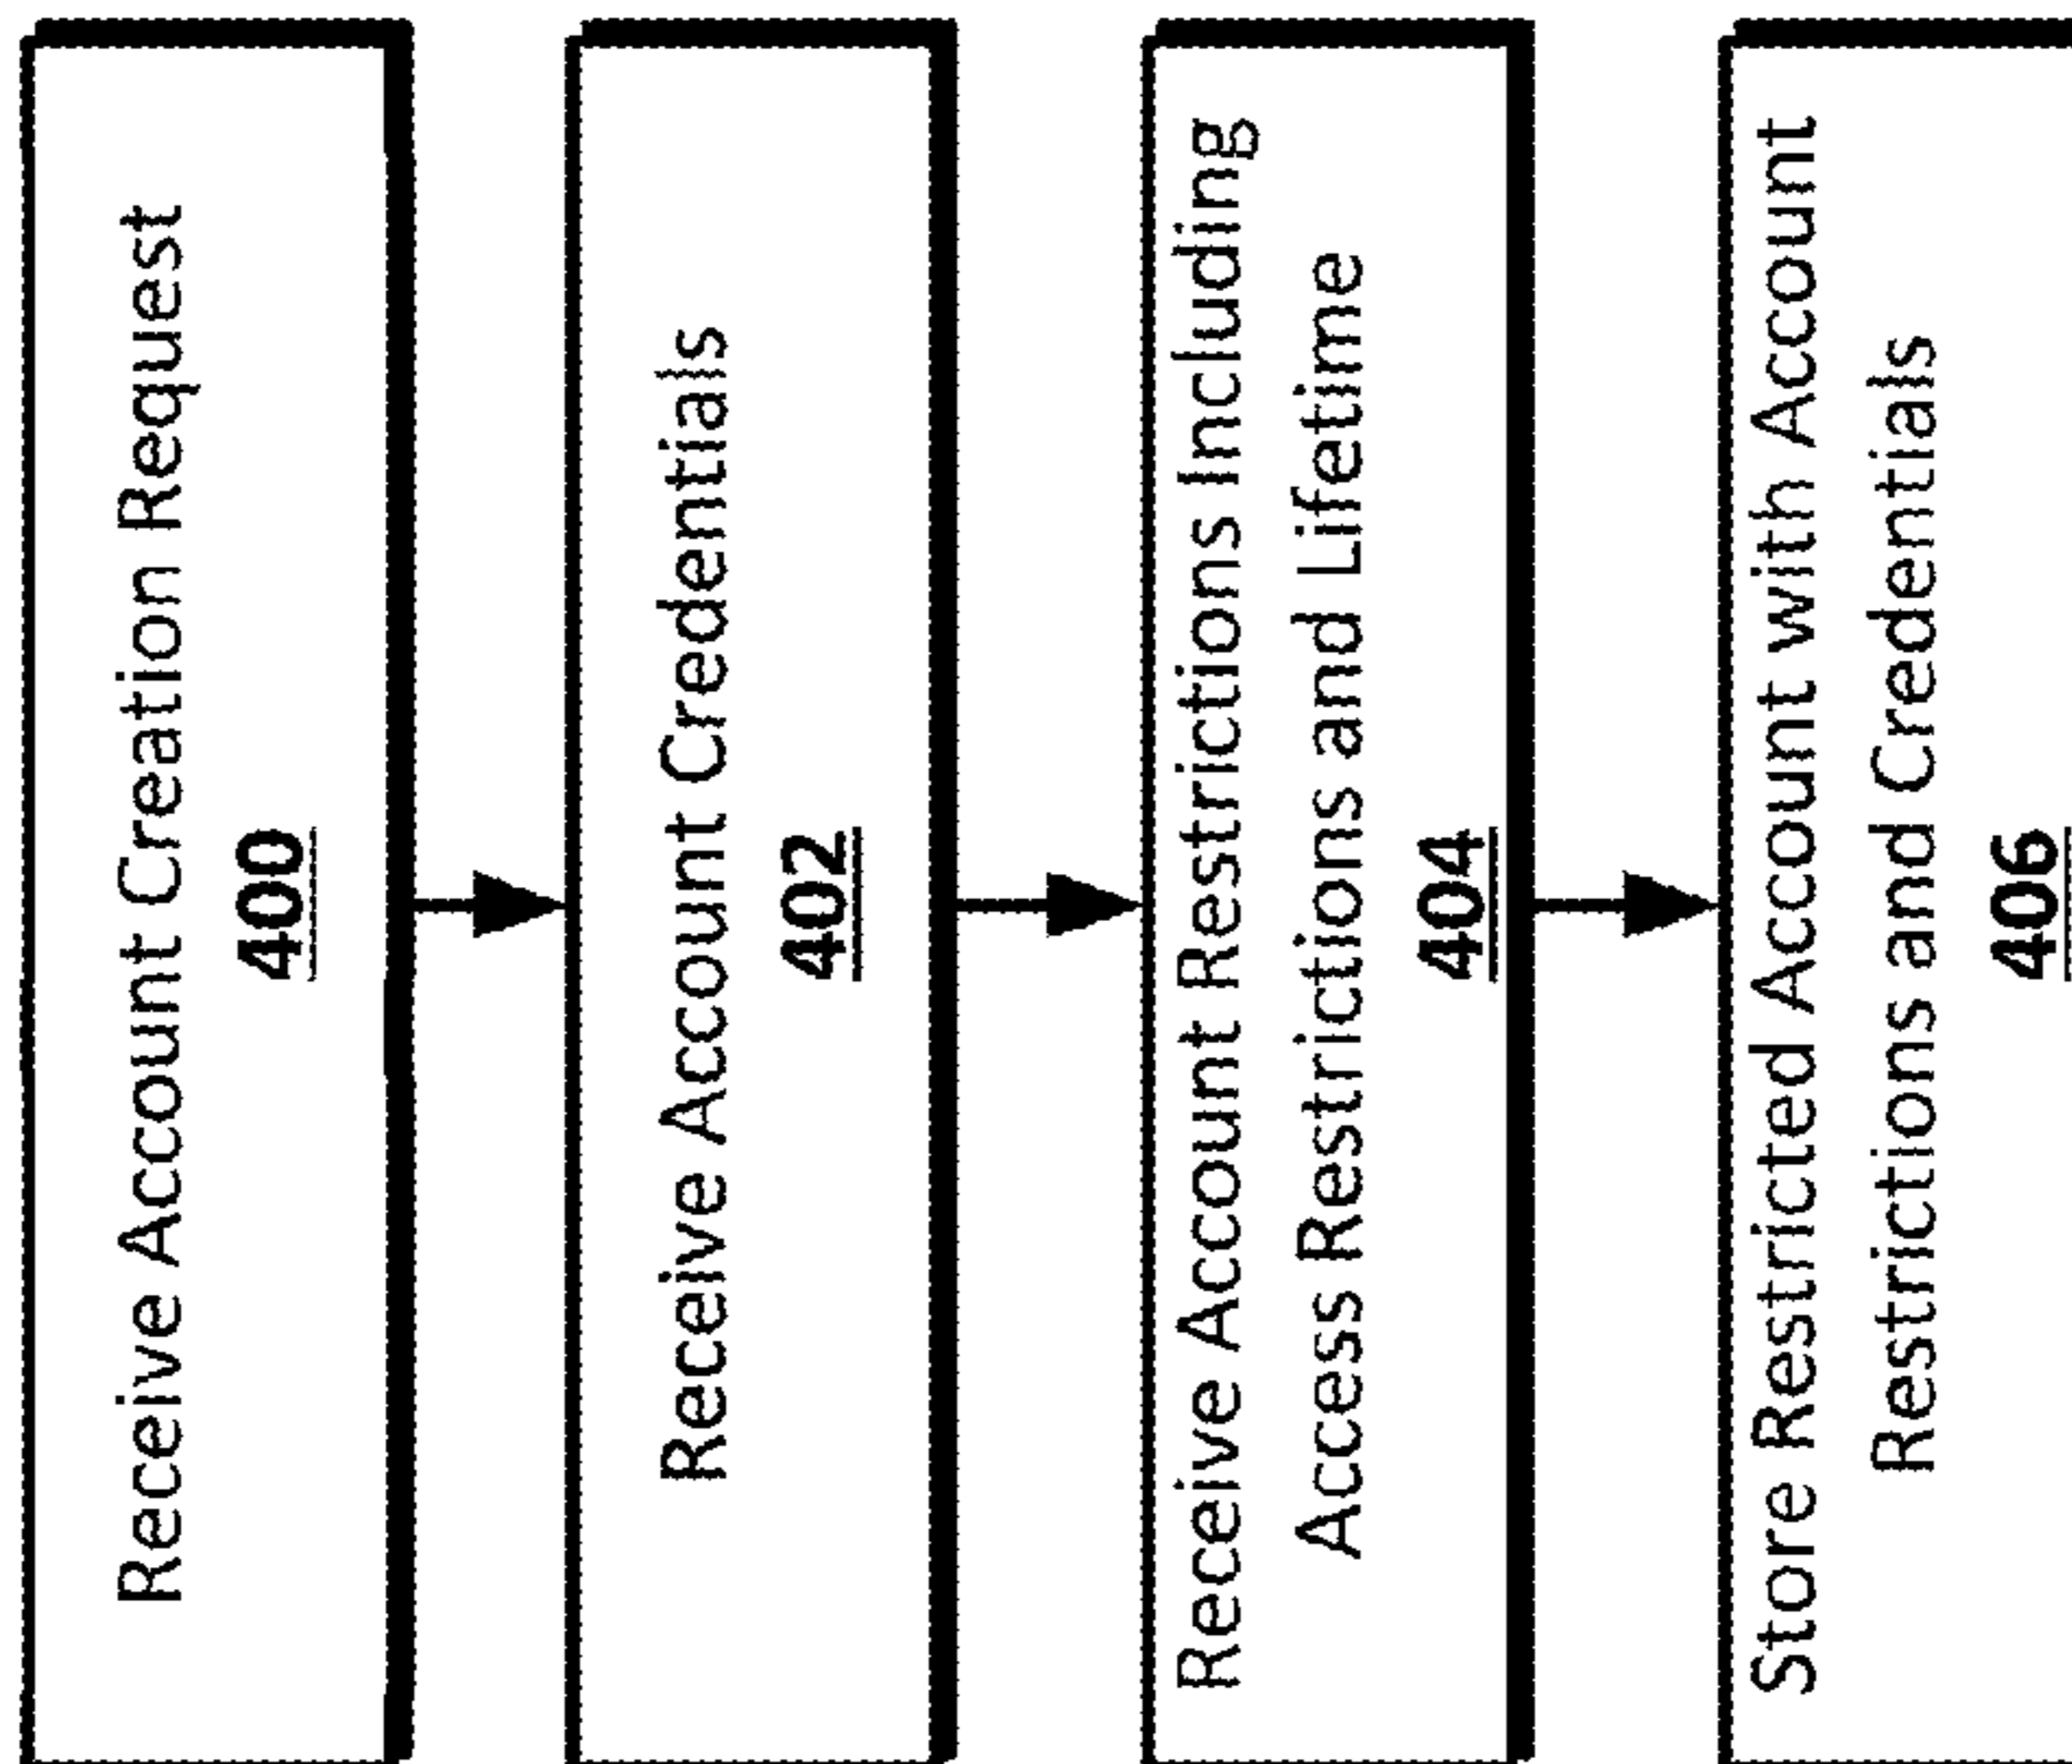 Receive Account Creation Request
400
Receive Account Credentials
402
Receive Account Restrictions Including
Access Restrictions and Lifetime
404
Store Restricted Account with Account
Restrictions and Credentials
406